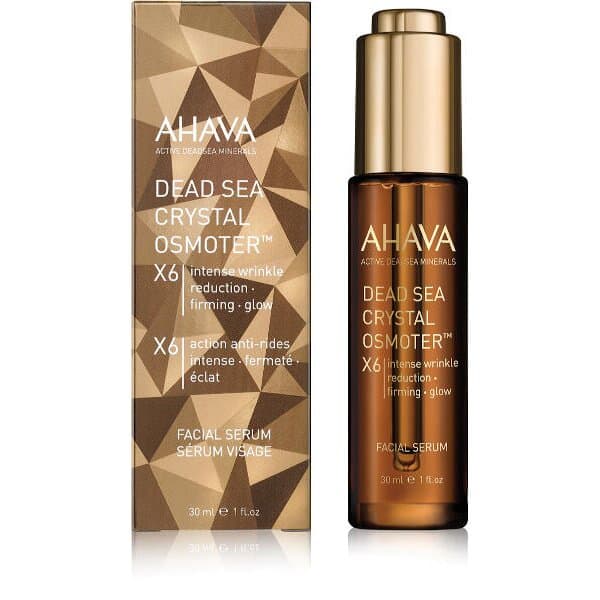 AHAVA
ACTIVE DEADSEA MINERALS
DEAD SEA
CRYSTAL
OSMOTER™
X6 intense wrinkle
reduction ·
firming · glow
X6 action anti-rides
intense · fermeté ·
éclat
FACIAL SERUM
SÉRUM VISAGE
30 ml ℮ 1 fl.oz
AHAVA
ACTIVE DEADSEA MINERALS
DEAD SEA
CRYSTAL
OSMOTER™
X6 intense wrinkle
reduction ·
firming · glow
FACIAL SERUM
30 ml ℮ 1 fl.oz